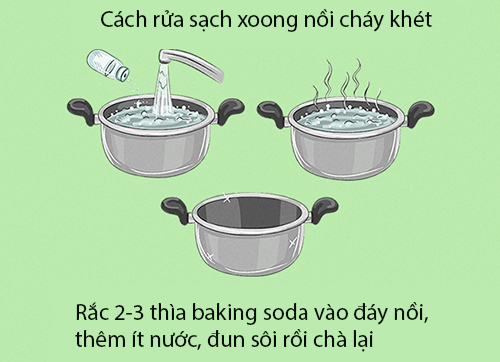 Cách rửa sạch xoong nồi cháy khét
Rắc 2-3 thìa baking soda vào đáy nồi,
thêm ít nước, đun sôi rồi chà lại